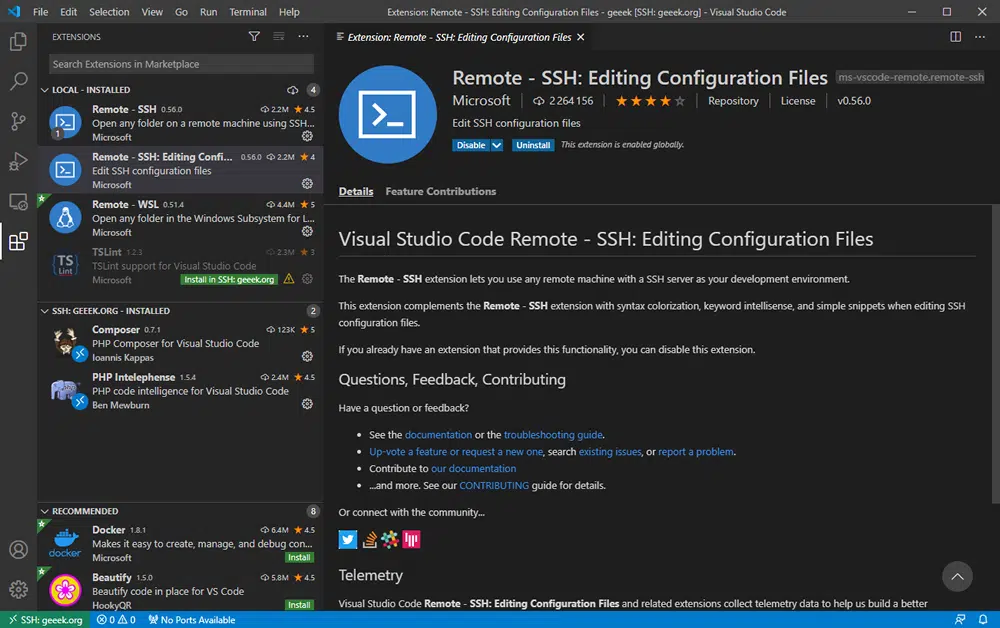 File Edit Selection View Go Run Terminal Help
Extension: Remote - SSH: Editing Configuration Files - geeek [SSH: geeek.org] - Visual Studio Code
EXTENSIONS
Search Extensions in Marketplace
LOCAL - INSTALLED 4
Remote - SSH 0.56.0 2.2M 4.5
Open any folder on a remote machine using SSH...
Microsoft
1
Remote - SSH: Editing Confi... 0.56.0 2.2M 4
Edit SSH configuration files
Microsoft
Remote - WSL 0.51.4 4.4M 5
Open any folder in the Windows Subsystem for L...
Microsoft
TS Lint
TSLint 1.2.3 2.3M 3
TSLint support for Visual Studio Code
Microsoft Install in SSH: geeek.org
SSH: GEEEK.ORG - INSTALLED 2
Composer 0.7.1 123K 5
PHP Composer for Visual Studio Code
Ioannis Kappas
PHP Intelephense 1.5.4 2.4M 4.5
PHP code intelligence for Visual Studio Code
Ben Mewburn
RECOMMENDED 8
docker
Docker 1.8.1 6.4M 4.5
Makes it easy to create, manage, and debug con...
Microsoft Install
Beautify 1.5.0 5.8M 4.5
Beautify code in place for VS Code
HookyQR Install
Extension: Remote - SSH: Editing Configuration Files
Remote - SSH: Editing Configuration Files ms-vscode-remote.remote-ssh
Microsoft 2 264 156 Repository License v0.56.0
Edit SSH configuration files
Disable Uninstall This extension is enabled globally.
Details Feature Contributions
Visual Studio Code Remote - SSH: Editing Configuration Files
The Remote - SSH extension lets you use any remote machine with a SSH server as your development environment.
This extension complements the Remote - SSH extension with syntax colorization, keyword intellisense, and simple snippets when editing SSH
configuration files.
If you already have an extension that provides this functionality, you can disable this extension.
Questions, Feedback, Contributing
Have a question or feedback?
See the documentation or the troubleshooting guide.
Up-vote a feature or request a new one, search existing issues, or report a problem.
Contribute to our documentation
...and more. See our CONTRIBUTING guide for details.
Or connect with the community...
Telemetry
Visual Studio Code Remote - SSH: Editing Configuration Files and related extensions collect telemetry data to help us build a better
SSH: geeek.org 0 0 No Ports Available